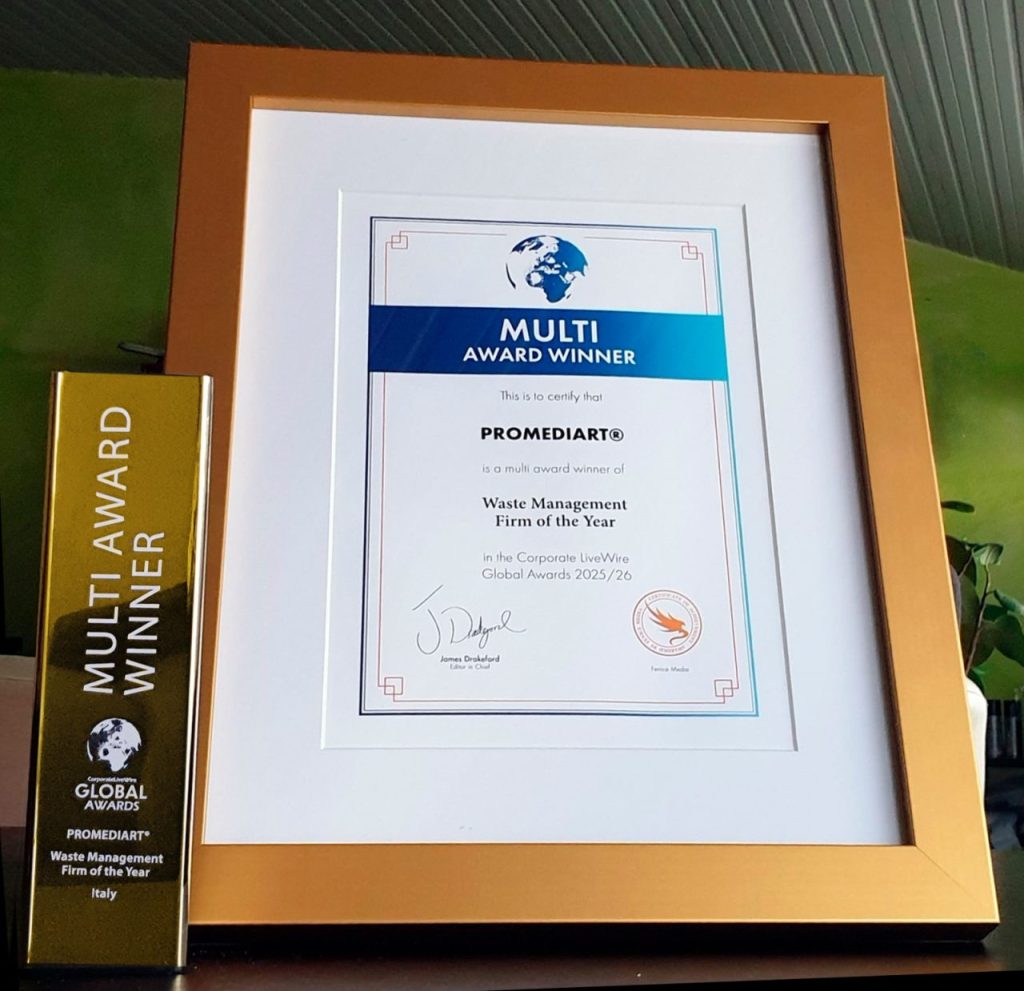 MULTI
AWARD WINNER
This is to certify that
PROMEDIART®
is a multi award winner of
Waste Management
Firm of the Year
in the Corporate LiveWire
Global Awards 2025/26
James Drakeford
Editor in Chief
Fenice Media
MULTI AWARD
WINNER
CorporateLiveWire
GLOBAL
AWARDS
PROMEDIART®
Waste Management
Firm of the Year
Italy